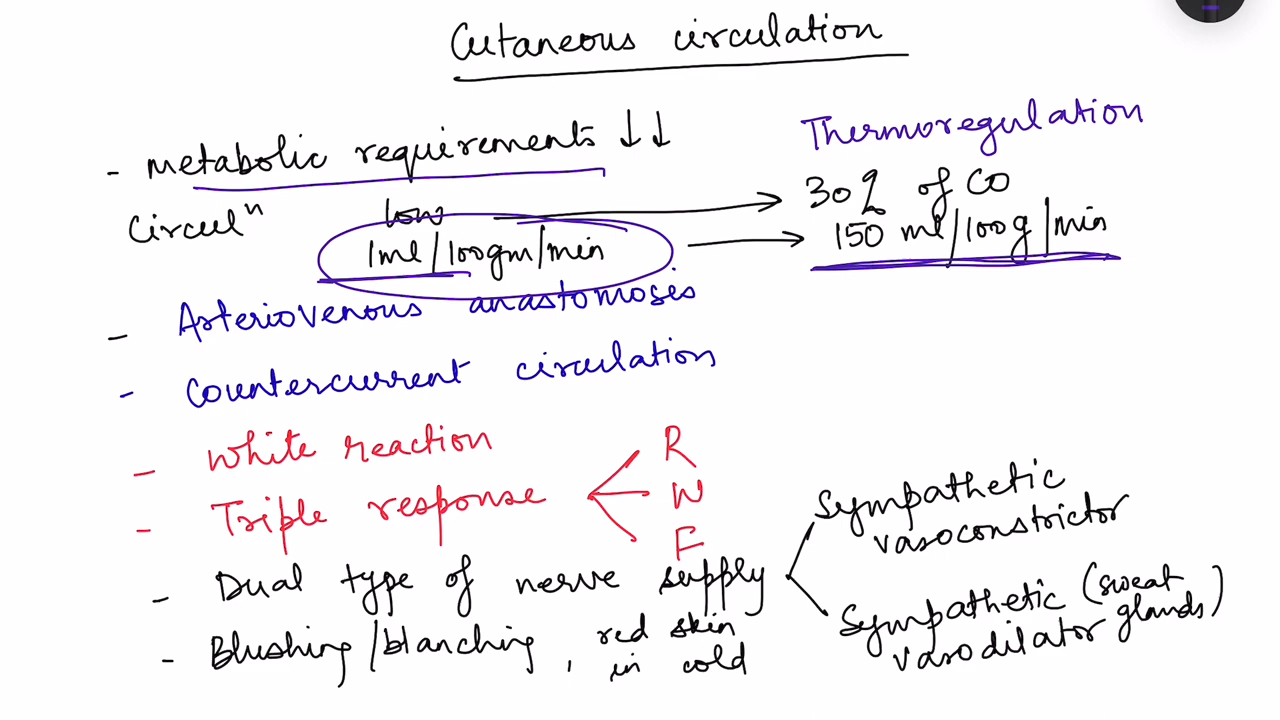 Cutaneous circulation
- metabolic requirements ↓↓
Circulⁿ low
1ml/100gm/min
Thermoregulation
→ 30% of CO
→ 150 ml/100g/min
- Arteriovenous anastomosis
- Countercurrent circulation
- White reaction
- Triple response
R
W
F
- Dual type of nerve supply
Sympathetic
vasoconstrictor
Sympathetic (sweat
vasodilator glands)
- Blushing/blanching, red skin
in cold